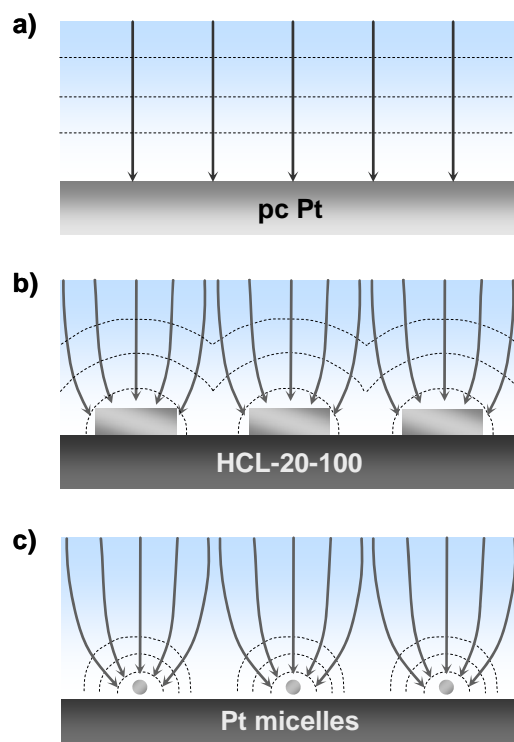 a)
pc Pt
b)
HCL-20-100
c)
Pt micelles